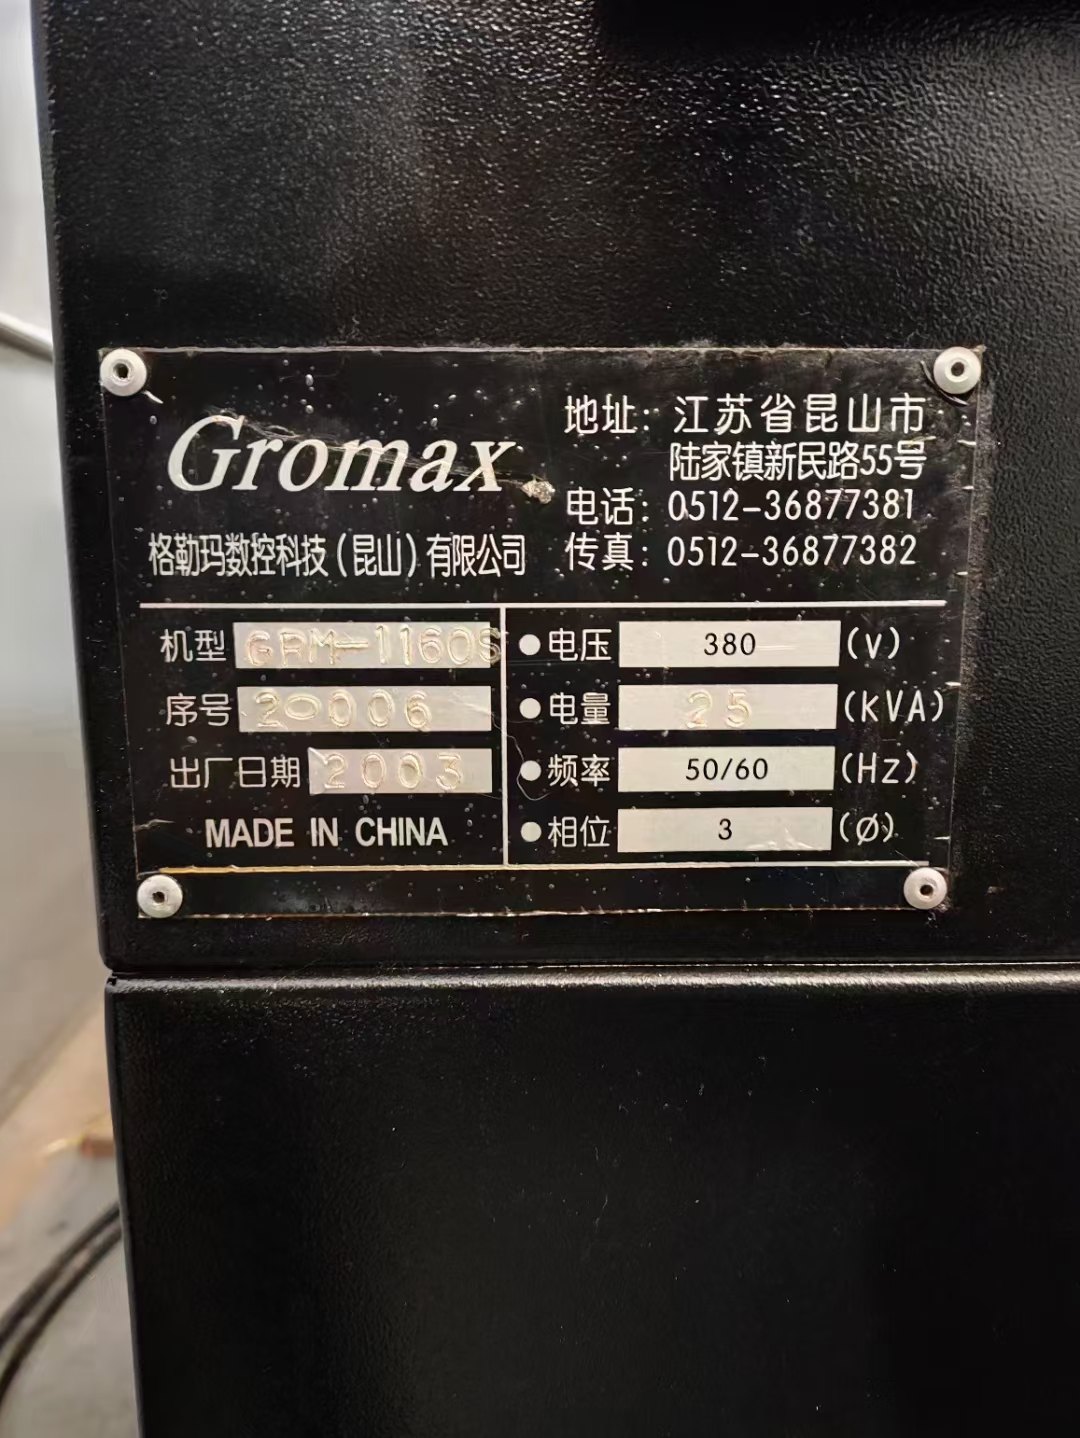 Gromax
格勒玛数控科技(昆山)有限公司
地址: 江苏省昆山市
陆家镇新民路55号
电话: 0512-36877381
传真: 0512-36877382
机型 GRM-1160S
序号 20006
出厂日期 2003
MADE IN CHINA
●电压 380 (V)
●电量 25 (KVA)
●频率 50/60 (Hz)
●相位 3 (Ø)